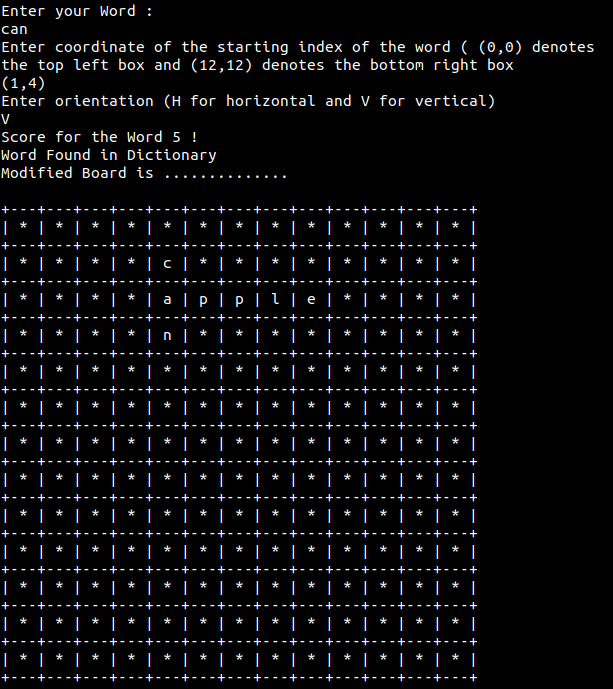 Enter your Word :
can
Enter coordinate of the starting index of the word ( (0,0) denotes
the top left box and (12,12) denotes the bottom right box
(1,4)
Enter orientation (H for horizontal and V for vertical)
V
Score for the Word 5 !
Word Found in Dictionary
Modified Board is ..............
+---+---+---+---+---+---+---+---+---+---+---+---+---+
| * | * | * | * | * | * | * | * | * | * | * | * | * |
+---+---+---+---+---+---+---+---+---+---+---+---+---+
| * | * | * | * | c | * | * | * | * | * | * | * | * |
+---+---+---+---+---+---+---+---+---+---+---+---+---+
| * | * | * | * | a | p | p | l | e | * | * | * | * |
+---+---+---+---+---+---+---+---+---+---+---+---+---+
| * | * | * | * | n | * | * | * | * | * | * | * | * |
+---+---+---+---+---+---+---+---+---+---+---+---+---+
| * | * | * | * | * | * | * | * | * | * | * | * | * |
+---+---+---+---+---+---+---+---+---+---+---+---+---+
| * | * | * | * | * | * | * | * | * | * | * | * | * |
+---+---+---+---+---+---+---+---+---+---+---+---+---+
| * | * | * | * | * | * | * | * | * | * | * | * | * |
+---+---+---+---+---+---+---+---+---+---+---+---+---+
| * | * | * | * | * | * | * | * | * | * | * | * | * |
+---+---+---+---+---+---+---+---+---+---+---+---+---+
| * | * | * | * | * | * | * | * | * | * | * | * | * |
+---+---+---+---+---+---+---+---+---+---+---+---+---+
| * | * | * | * | * | * | * | * | * | * | * | * | * |
+---+---+---+---+---+---+---+---+---+---+---+---+---+
| * | * | * | * | * | * | * | * | * | * | * | * | * |
+---+---+---+---+---+---+---+---+---+---+---+---+---+
| * | * | * | * | * | * | * | * | * | * | * | * | * |
+---+---+---+---+---+---+---+---+---+---+---+---+---+
| * | * | * | * | * | * | * | * | * | * | * | * | * |
+---+---+---+---+---+---+---+---+---+---+---+---+---+